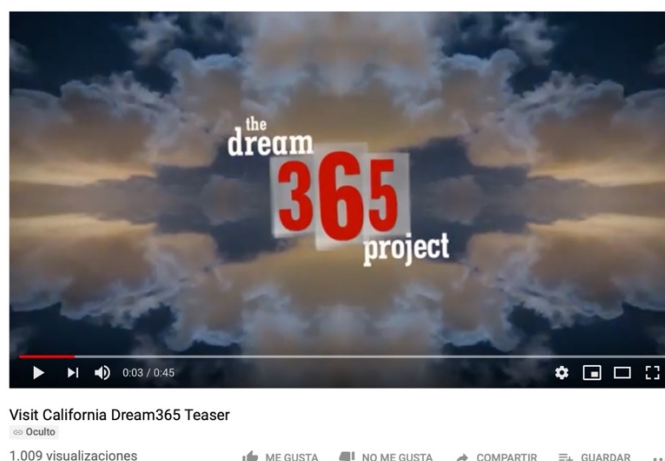 the
dream
365
project
0:03 / 0:45
Visit California Dream365 Teaser
Oculto
1.009 visualizaciones
ME GUSTA
NO ME GUSTA
COMPARTIR
GUARDAR